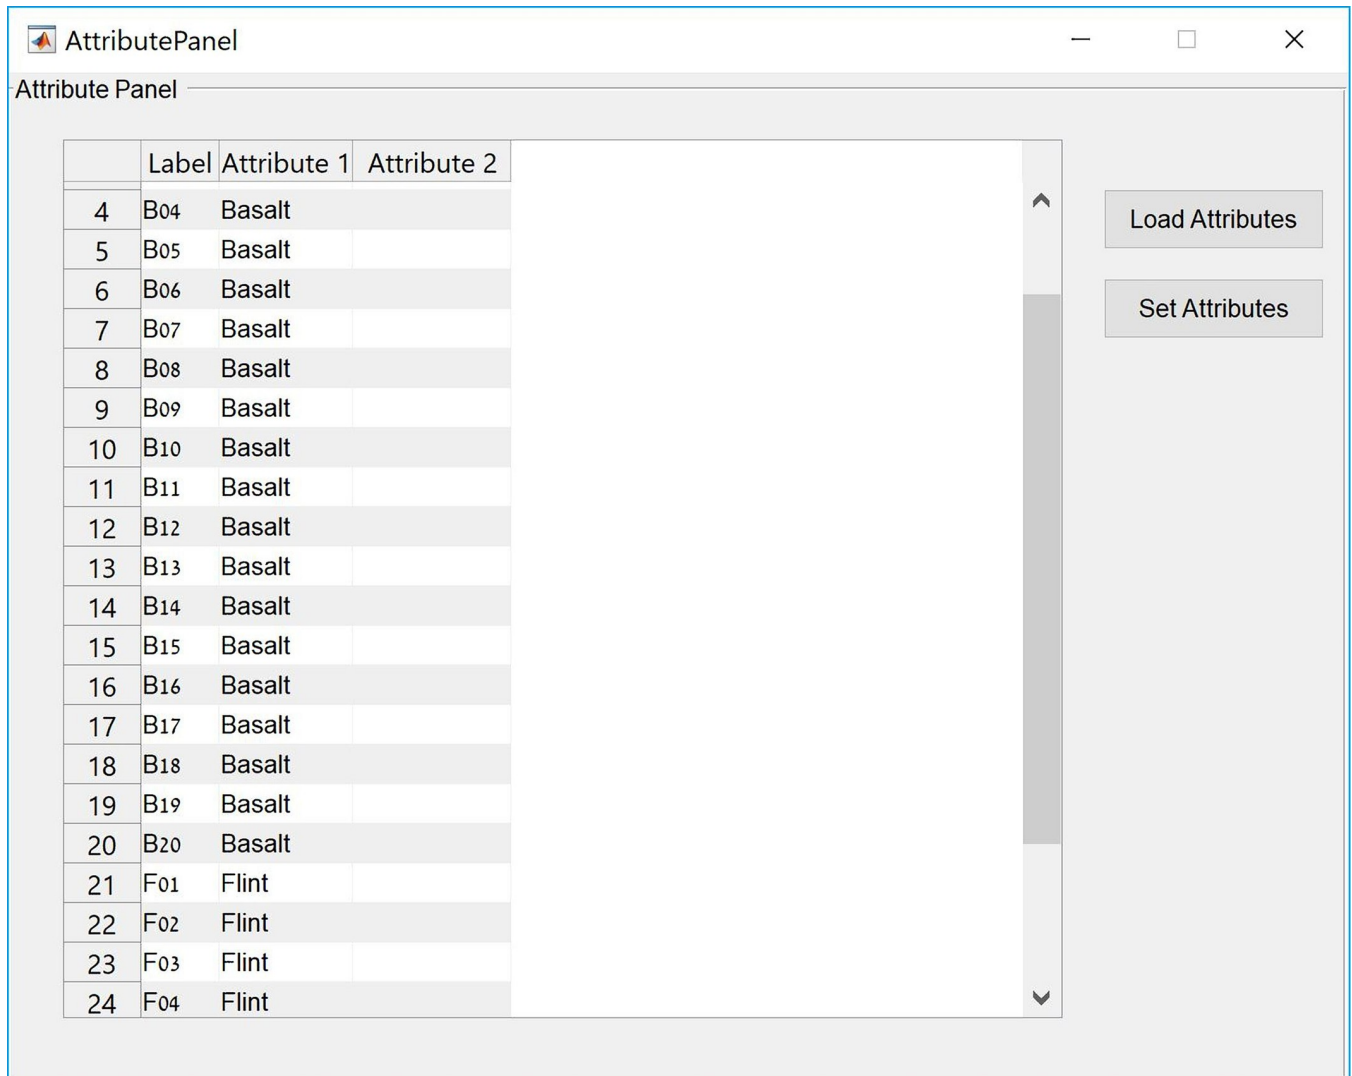 AttributePanel
Attribute Panel
Label Attribute 1 Attribute 2
4 B04 Basalt
5 B05 Basalt
6 B06 Basalt
7 B07 Basalt
8 B08 Basalt
9 B09 Basalt
10 B10 Basalt
11 B11 Basalt
12 B12 Basalt
13 B13 Basalt
14 B14 Basalt
15 B15 Basalt
16 B16 Basalt
17 B17 Basalt
18 B18 Basalt
19 B19 Basalt
20 B20 Basalt
21 F01 Flint
22 F02 Flint
23 F03 Flint
24 F04 Flint
Load Attributes
Set Attributes